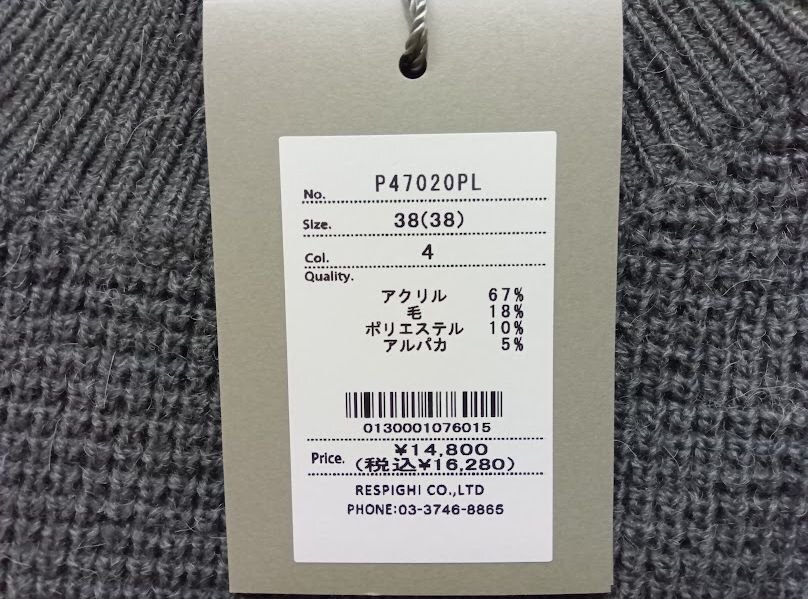 No. P47020PL
Size. 38(38)
Col. 4
Quality.
アクリル 67%
毛 18%
ポリエステル 10%
アルパカ 5%
0130001076015
Price. ¥14,800
(税込¥16,280)
RESPIGHI CO.,LTD
PHONE:03-3746-8865